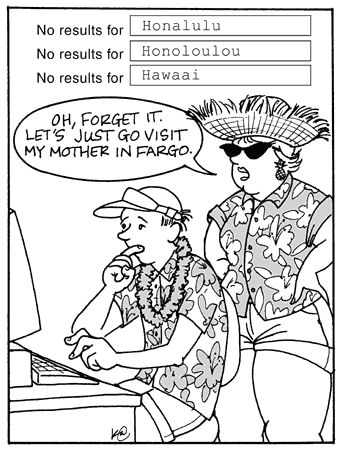 No results for Honalulu
No results for Honoloulou
No results for Hawaai
OH, FORGET IT.
LET'S JUST GO VISIT
MY MOTHER IN FARGO.